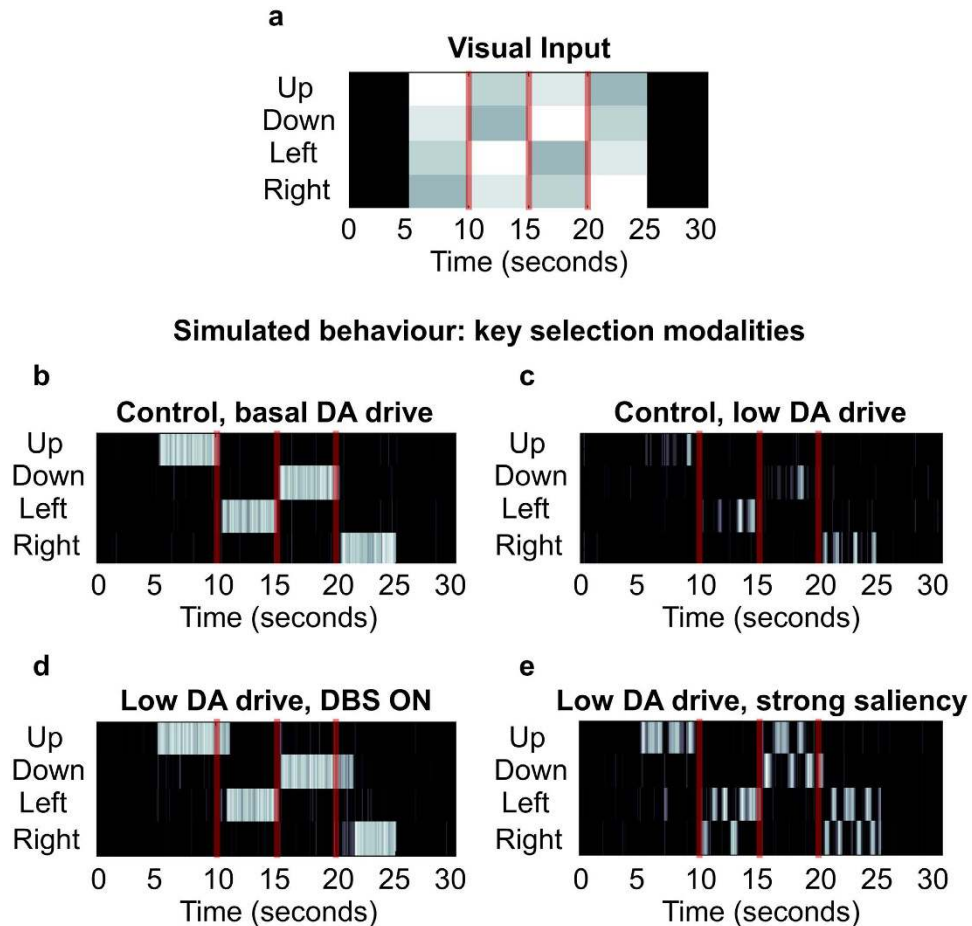 a
Visual Input
Up
Down
Left
Right
0 5 10 15 20 25 30
Time (seconds)
Simulated behaviour: key selection modalities
b
Control, basal DA drive
Up
Down
Left
Right
0 5 10 15 20 25 30
Time (seconds)
c
Control, low DA drive
Up
Down
Left
Right
0 5 10 15 20 25 30
Time (seconds)
d
Low DA drive, DBS ON
Up
Down
Left
Right
0 5 10 15 20 25 30
Time (seconds)
e
Low DA drive, strong saliency
Up
Down
Left
Right
0 5 10 15 20 25 30
Time (seconds)